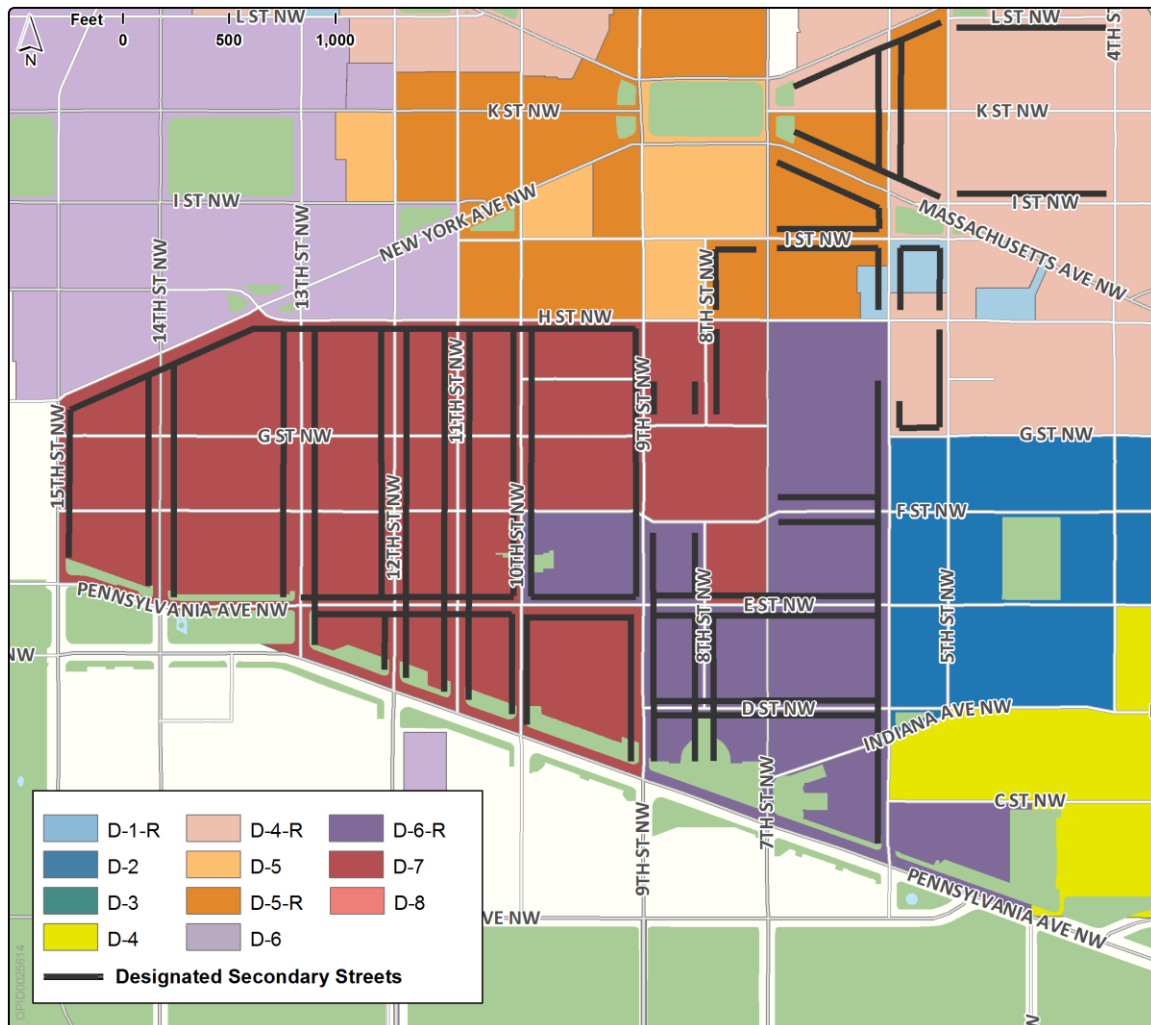 Feet
0
500
1,000
N
L ST NW
L ST NW
4TH ST
K ST NW
K ST NW
I ST NW
I ST NW
I ST NW
NEW YORK AVE NW
MASSACHUSETTS AVE NW
14TH ST NW
13TH ST NW
8TH ST NW
H ST NW
15TH ST NW
G ST NW
11TH ST NW
9TH ST NW
G ST NW
12TH ST NW
10TH ST NW
F ST NW
PENNSYLVANIA AVE NW
E ST NW
8TH ST NW
5TH ST NW
NW
D ST NW
INDIANA AVE NW
C ST NW
7TH ST NW
9TH ST NW
PENNSYLVANIA AVE NW
AVE NW
D-1-R
D-4-R
D-6-R
D-2
D-5
D-7
D-3
D-5-R
D-8
D-4
D-6
Designated Secondary Streets
OPID0025614